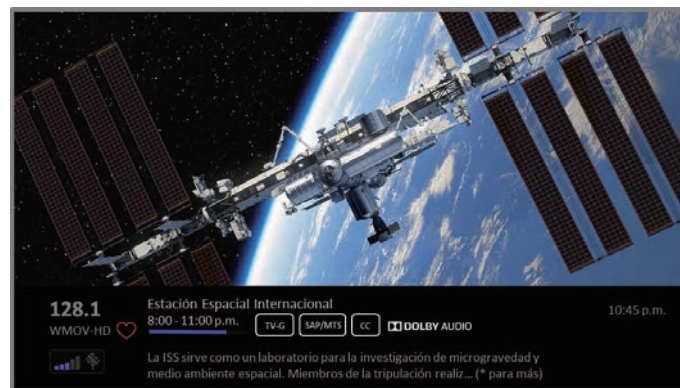 128.1
WMOV-HD
Estación Espacial Internacional
8:00 - 11:00 p.m.
TV-G
SAP/MTS
CC
DOLBY AUDIO
10:45 p.m.
La ISS sirve como un laboratorio para la investigación de microgravedad y
medio ambiente espacial. Miembros de la tripulación realiz... (* para más)